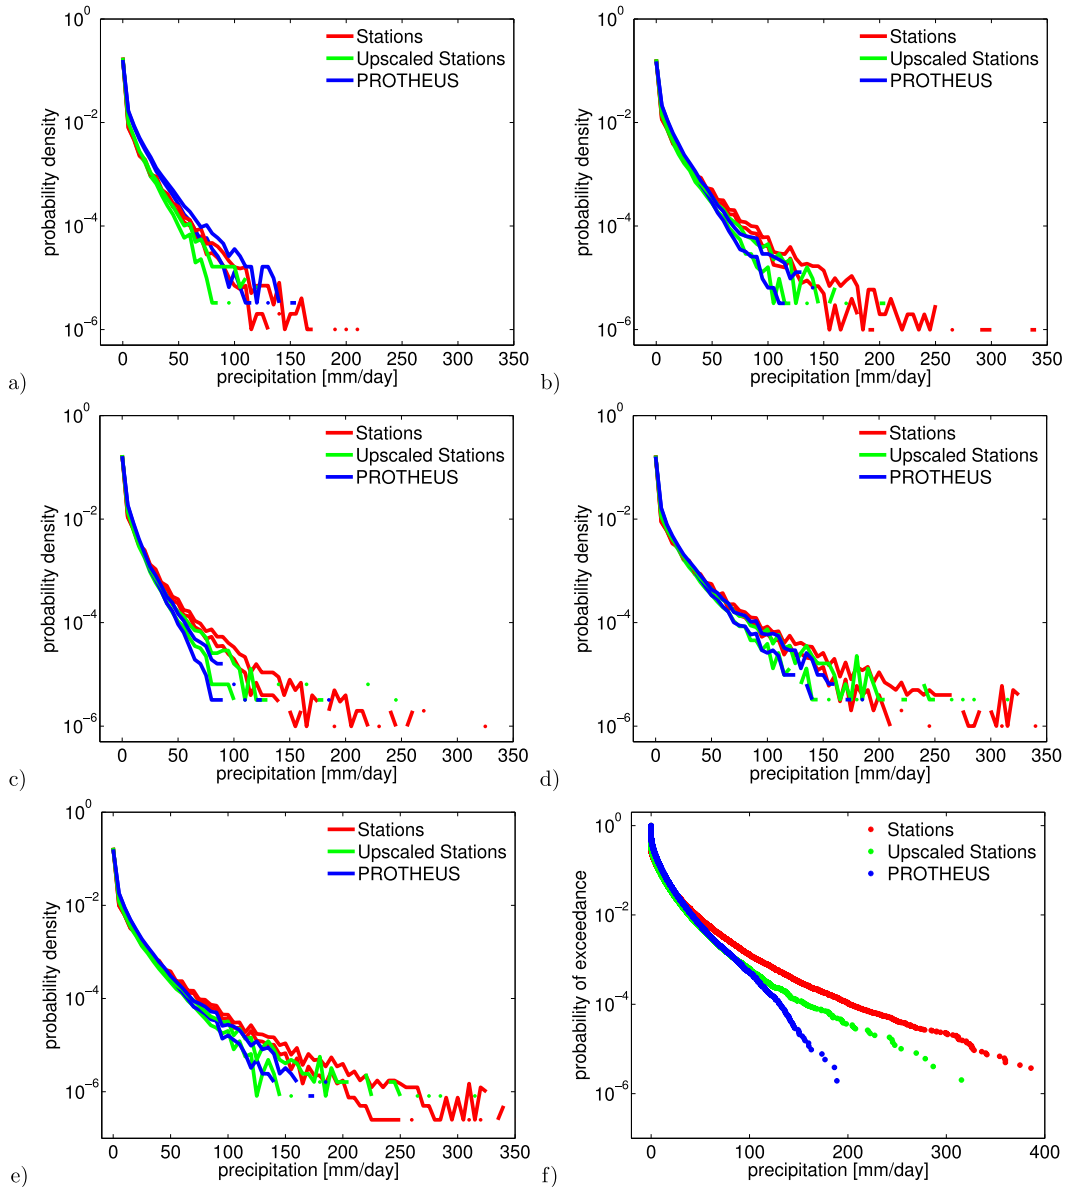 10^0
10^−2
10^−4
10^−6
probability density
Stations
Upscaled Stations
PROTHEUS
0 50 100 150 200 250 300 350
precipitation [mm/day]
a)
10^0
10^−2
10^−4
10^−6
probability density
Stations
Upscaled Stations
PROTHEUS
0 50 100 150 200 250 300 350
precipitation [mm/day]
b)
10^0
10^−2
10^−4
10^−6
probability density
Stations
Upscaled Stations
PROTHEUS
0 50 100 150 200 250 300 350
precipitation [mm/day]
c)
10^0
10^−2
10^−4
10^−6
probability density
Stations
Upscaled Stations
PROTHEUS
0 50 100 150 200 250 300 350
precipitation [mm/day]
d)
10^0
10^−2
10^−4
10^−6
probability density
Stations
Upscaled Stations
PROTHEUS
0 50 100 150 200 250 300 350
precipitation [mm/day]
e)
10^0
10^−2
10^−4
10^−6
probability of exceedance
Stations
Upscaled Stations
PROTHEUS
0 100 200 300 400
precipitation [mm/day]
f)